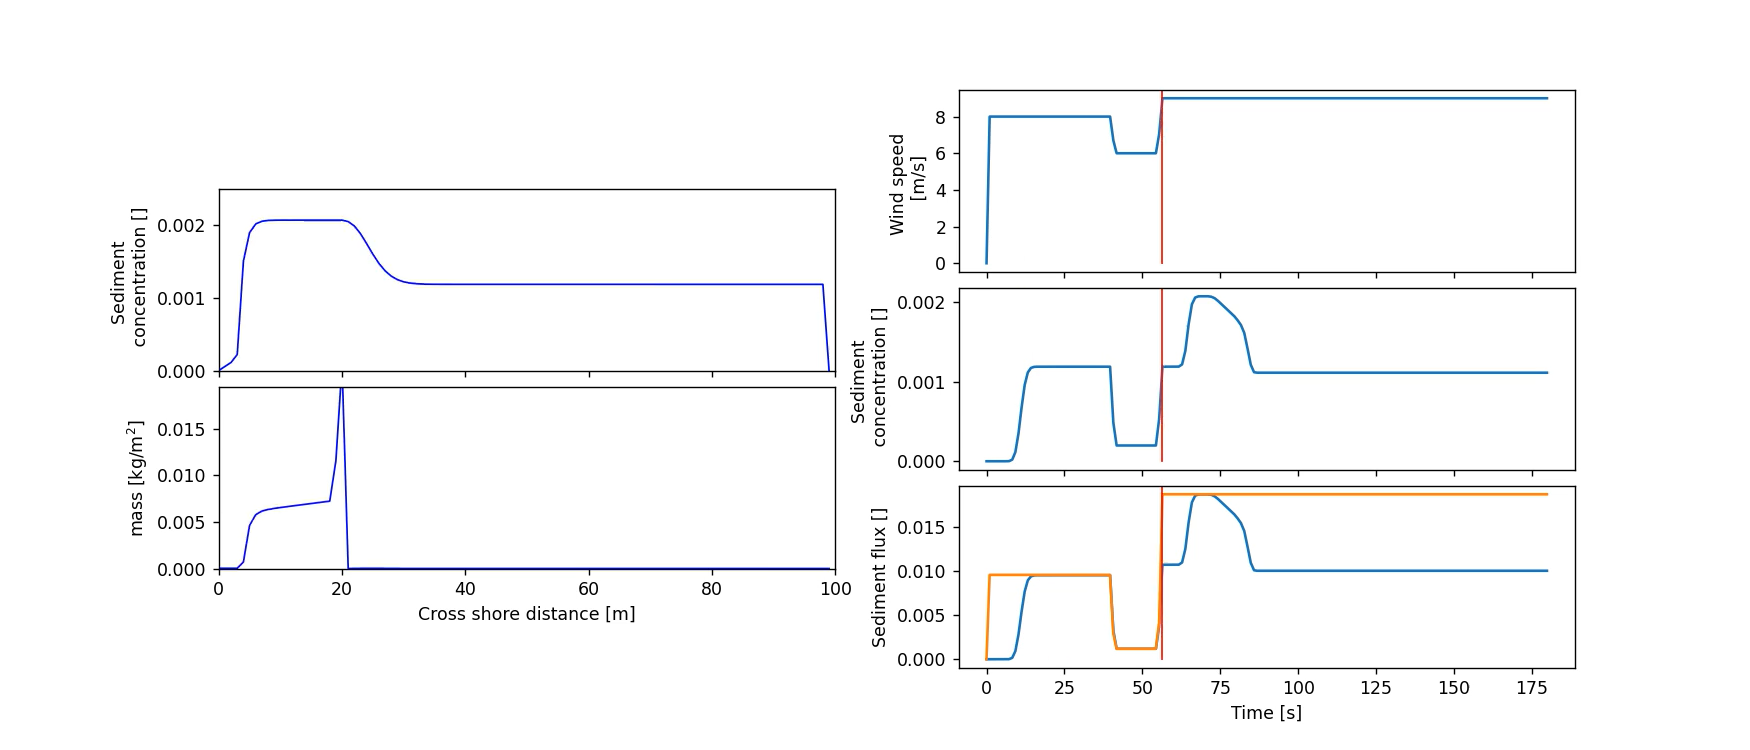 Sediment
concentration []
0.002
0.001
0.000
mass [kg/m²]
0.015
0.010
0.005
0.000
0 20 40 60 80 100
Cross shore distance [m]
Wind speed
[m/s]
8
6
4
2
0
Sediment
concentration []
0.002
0.001
0.000
Sediment flux []
0.015
0.010
0.005
0.000
0 25 50 75 100 125 150 175
Time [s]